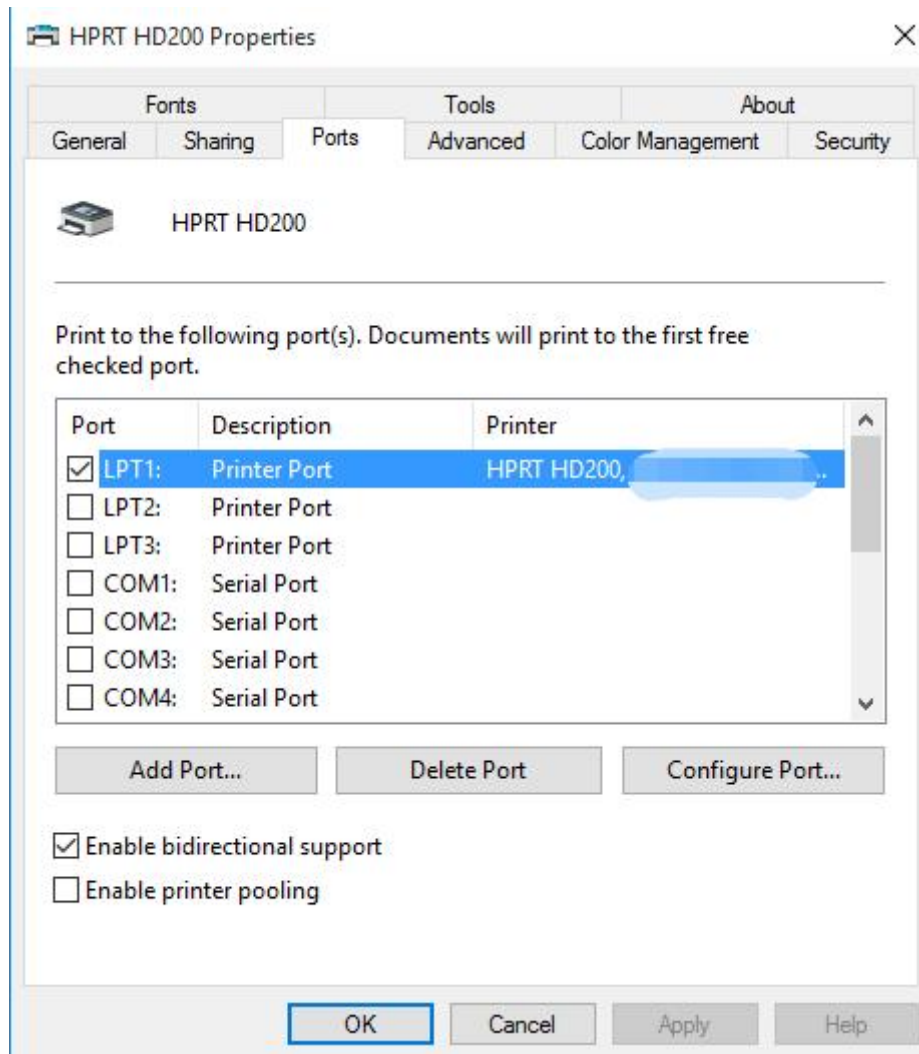 HPRT HD200 Properties
Fonts Tools About
General Sharing Ports Advanced Color Management Security
HPRT HD200
Print to the following port(s). Documents will print to the first free
checked port.
Port Description Printer
LPT1: Printer Port HPRT HD200, ..
LPT2: Printer Port
LPT3: Printer Port
COM1: Serial Port
COM2: Serial Port
COM3: Serial Port
COM4: Serial Port
Add Port... Delete Port Configure Port...
Enable bidirectional support
Enable printer pooling
OK Cancel Apply Help